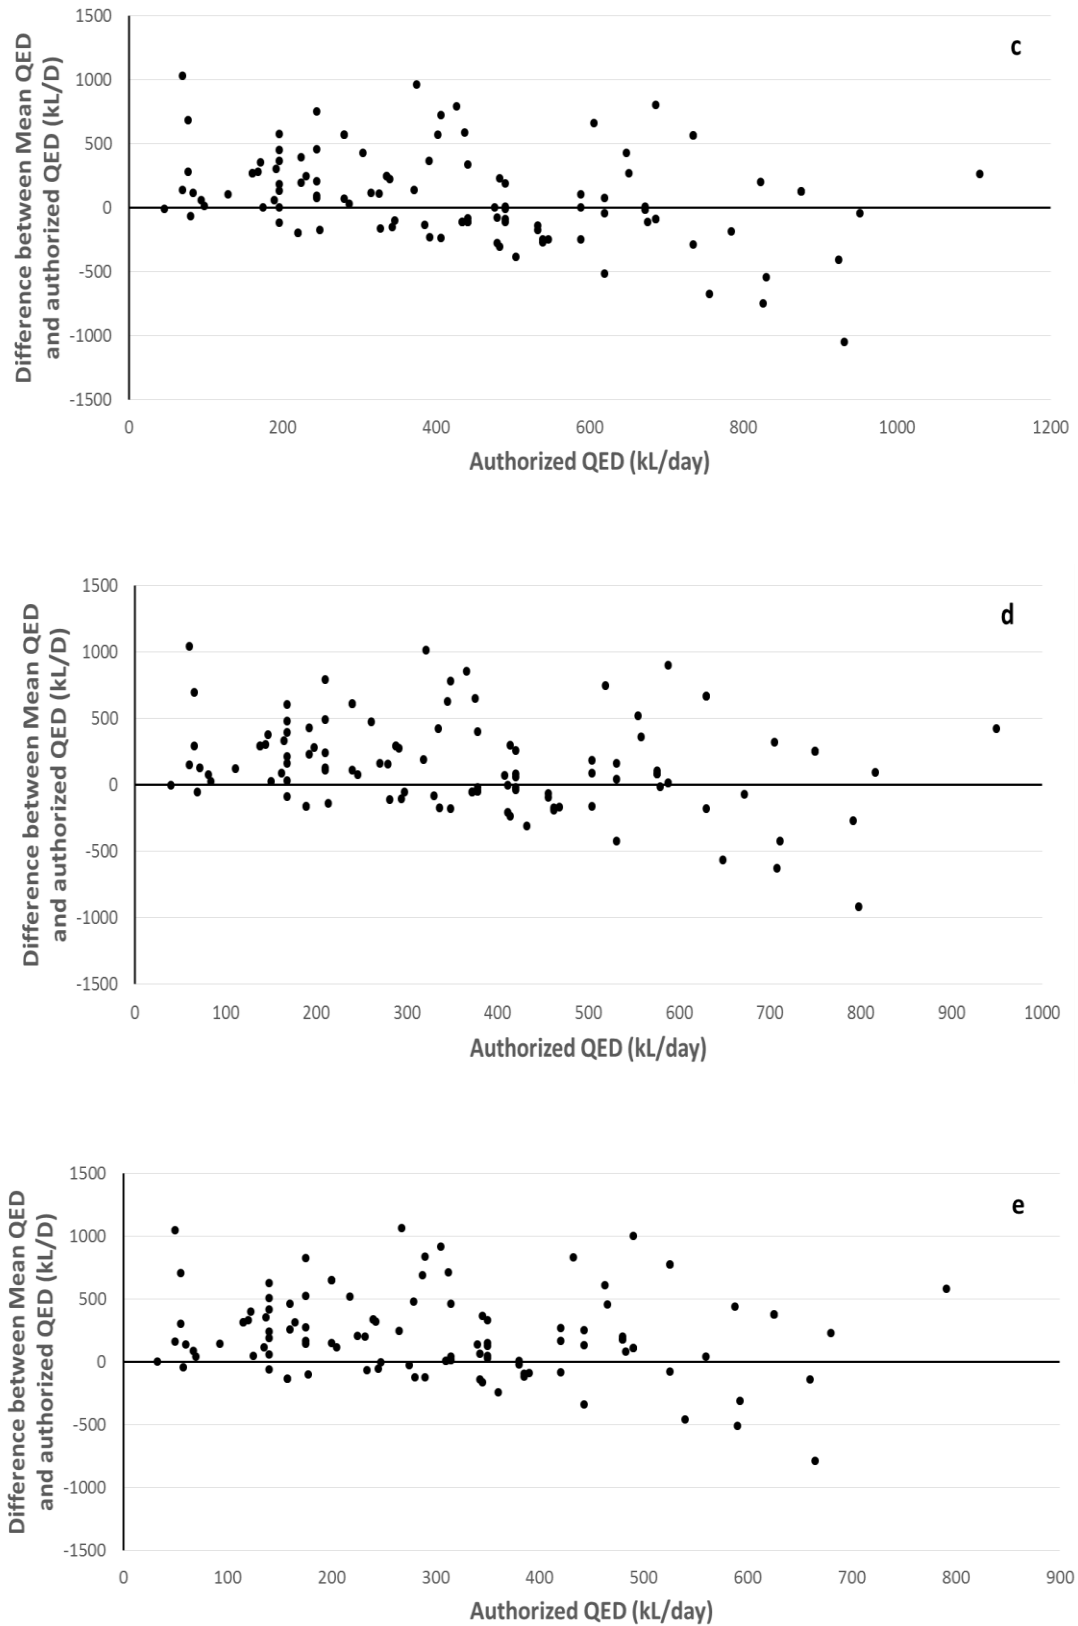 1500
c
1000
500
0
-500
-1000
-1500
Difference between Mean QED
and authorized QED (kL/D)
0 200 400 600 800 1000 1200
Authorized QED (kL/day)
1500
d
1000
500
0
-500
-1000
-1500
Difference between Mean QED
and authorized QED (kL/D)
0 100 200 300 400 500 600 700 800 900 1000
Authorized QED (kL/day)
1500
e
1000
500
0
-500
-1000
-1500
Difference between Mean QED
and authorized QED (kL/D)
0 100 200 300 400 500 600 700 800 900
Authorized QED (kL/day)